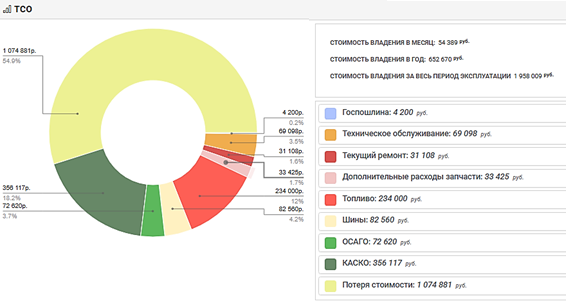 TCO
1 074 881р.
54.9%
356 117р.
18.2%
72 620р.
3.7%
4 200р.
0.2%
69 098р.
3.5%
31 108р.
1.6%
33 425р.
1.7%
234 000р.
12%
82 560р.
4.2%
СТОИМОСТЬ ВЛАДЕНИЯ В МЕСЯЦ: 54 389 руб.
СТОИМОСТЬ ВЛАДЕНИЯ В ГОД: 652 670 руб.
СТОИМОСТЬ ВЛАДЕНИЯ ЗА ВЕСЬ ПЕРИОД ЭКСПЛУАТАЦИИ 1 958 009 руб.
Госпошлина: 4 200 руб.
Техническое обслуживание: 69 098 руб.
Текущий ремонт: 31 108 руб.
Дополнительные расходы запчасти: 33 425 руб.
Топливо: 234 000 руб.
Шины: 82 560 руб.
ОСАГО: 72 620 руб.
КАСКО: 356 117 руб.
Потеря стоимости: 1 074 881 руб.